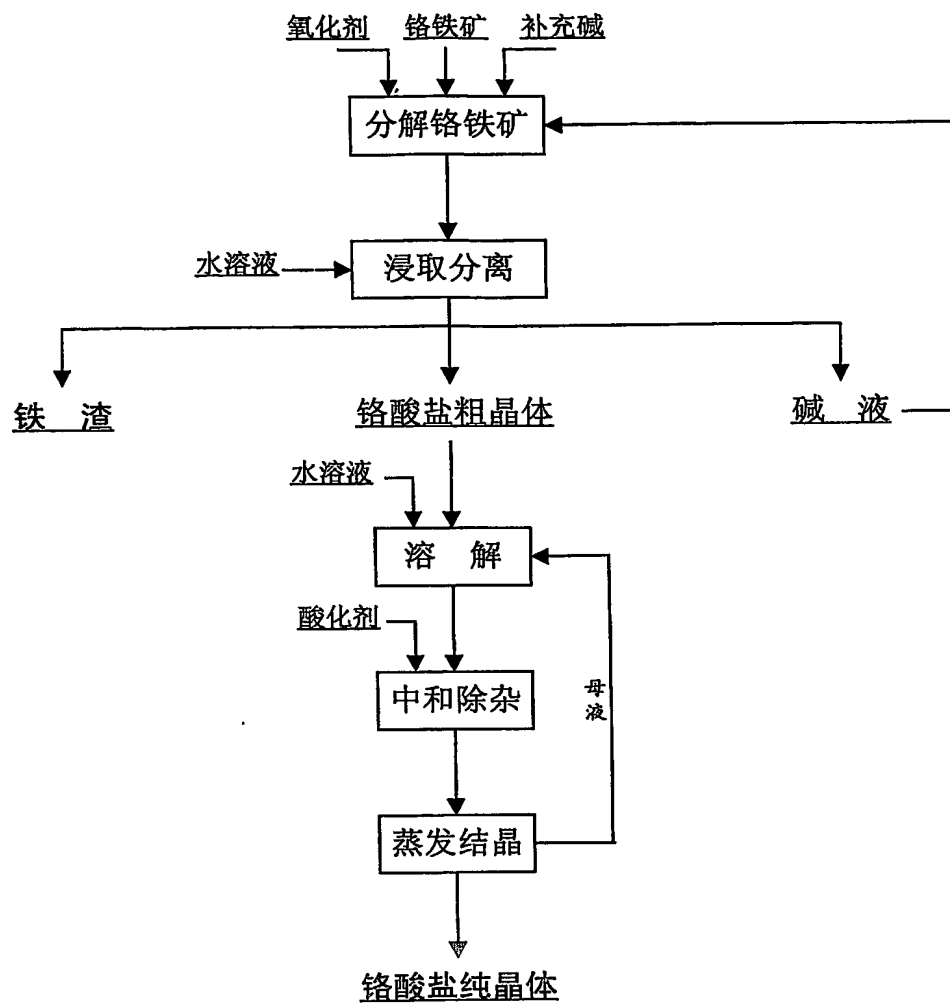 氧化剂 铬铁矿 补充碱
分解铬铁矿
水溶液
浸取分离
铁 渣
铬酸盐粗晶体
碱 液
水溶液
溶 解
酸化剂
中和除杂
母液
蒸发结晶
铬酸盐纯晶体